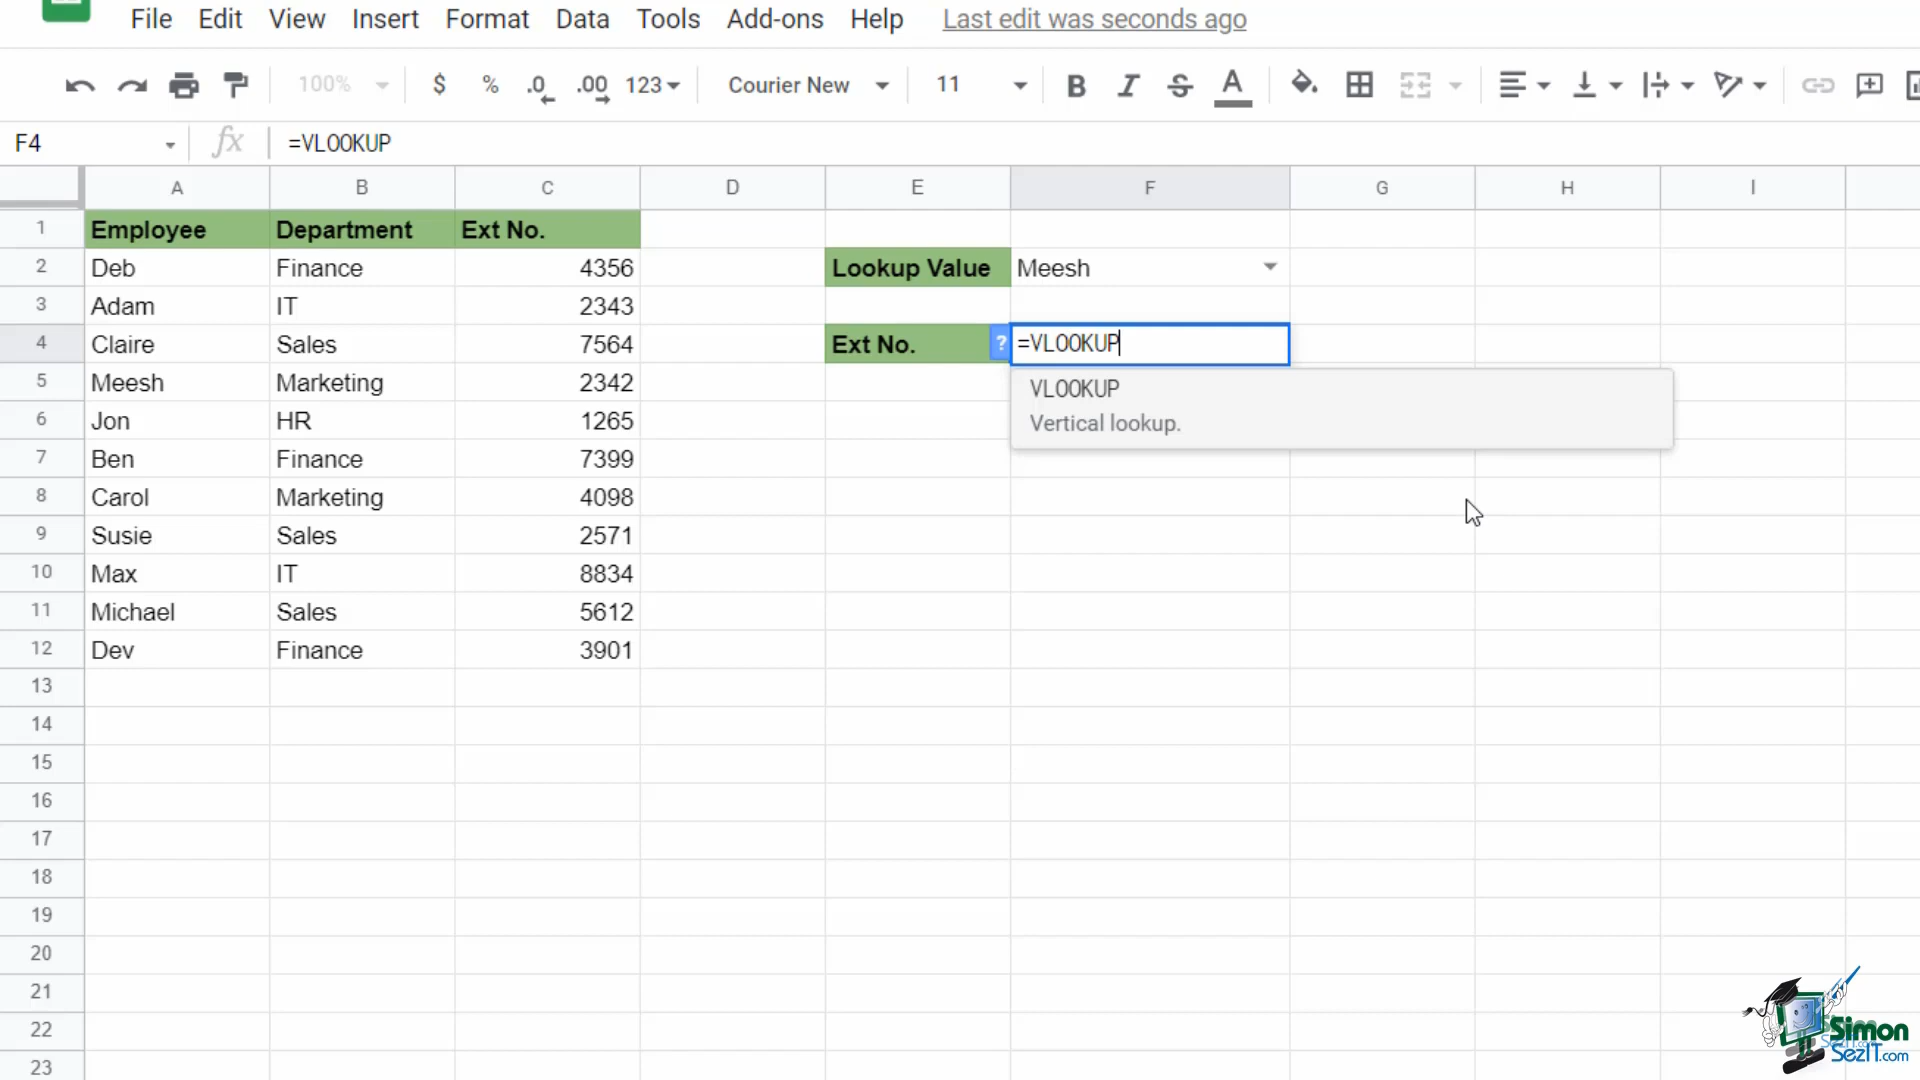 File Edit View Insert Format Data Tools Add-ons Help Last edit was seconds ago
100% $ % .0 .00 123 Courier New 11 B I S A
F4 fx =VLOOKUP
A B C D E F G H I
1 Employee Department Ext No.
2 Deb Finance 4356 Lookup Value Meesh
3 Adam IT 2343
4 Claire Sales 7564 Ext No. ? =VLOOKUP
5 Meesh Marketing 2342 VLOOKUP
Vertical lookup.
6 Jon HR 1265
7 Ben Finance 7399
8 Carol Marketing 4098
9 Susie Sales 2571
10 Max IT 8834
11 Michael Sales 5612
12 Dev Finance 3901
13
14
15
16
17
18
19
20
21
22
23
Simon
SezIT.com